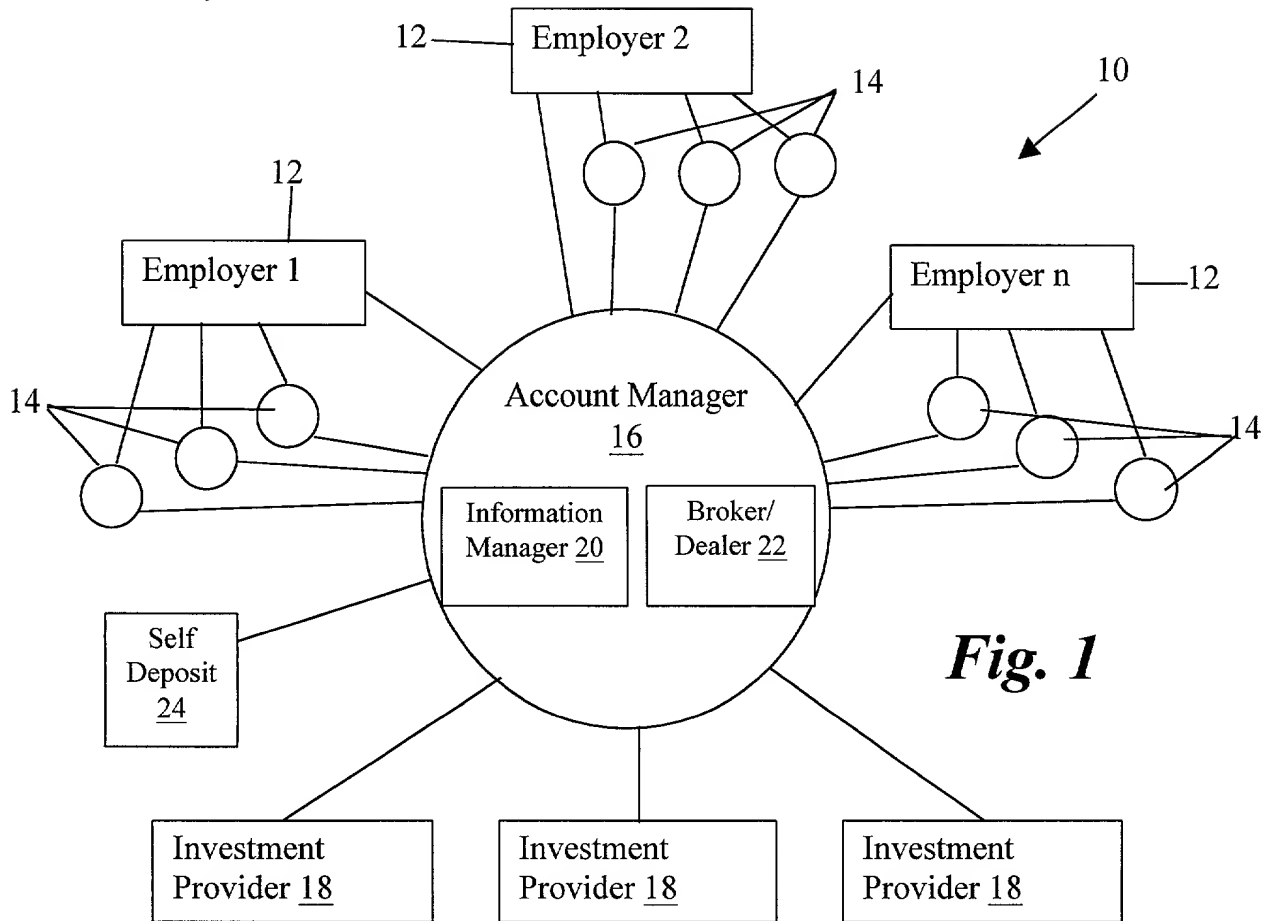 12
Employer 2
14
10
12
Employer 1
Employer n
12
14
Account Manager
16
14
Information
Manager 20
Broker/
Dealer 22
Self
Deposit
24
Fig. 1
Investment
Provider 18
Investment
Provider 18
Investment
Provider 18